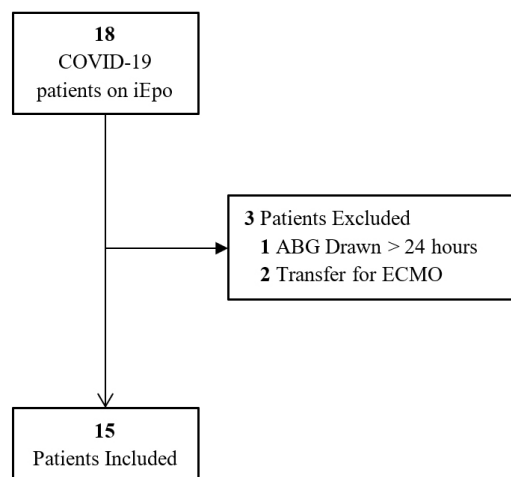 18
COVID-19
patients on iEpo
3 Patients Excluded
1 ABG Drawn > 24 hours
2 Transfer for ECMO
15
Patients Included